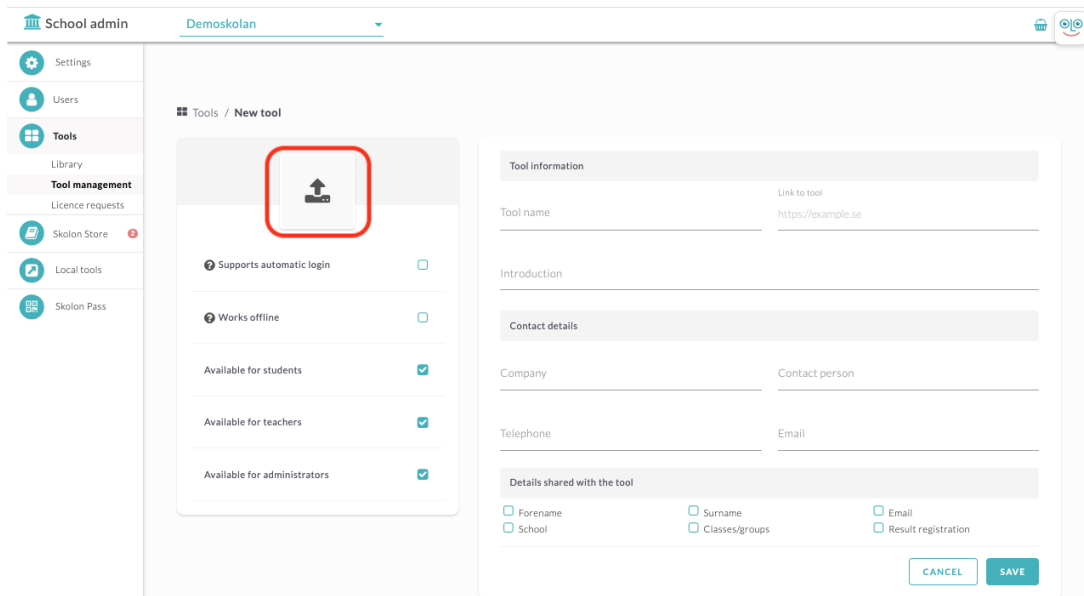 School admin
Demoskolan
Settings
Users
Tools
Library
Tool management
Licence requests
Skolon Store 2
Local tools
Skolon Pass
Tools / New tool
? Supports automatic login
? Works offline
Available for students
Available for teachers
Available for administrators
Tool information
Link to tool
Tool name https://example.se
Introduction
Contact details
Company Contact person
Telephone Email
Details shared with the tool
Forename Surname Email
School Classes/groups Result registration
CANCEL SAVE